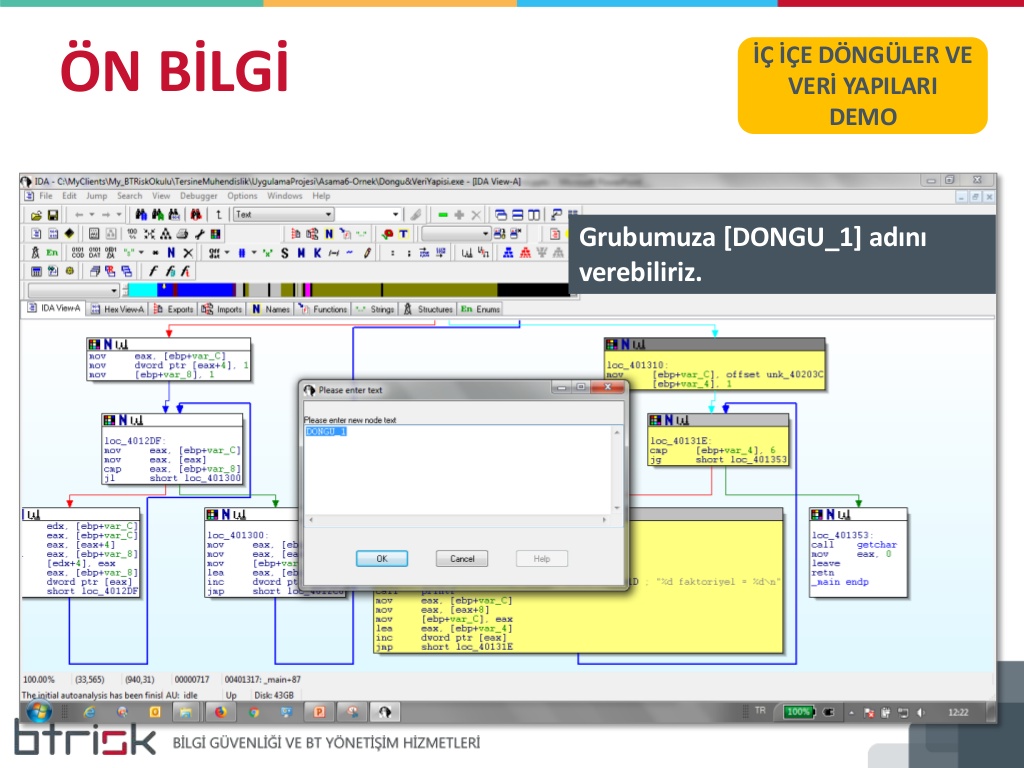 ÖN BİLGİ
İÇ İÇE DÖNGÜLER VE
VERİ YAPILARI
DEMO
IDA - C:\MyClients\My_BTRiskOkulu\TersineMuhendislik\UygulamaProjesi\Asama6-Ornek\Dongu&VeriYapisi.exe - [IDA View-A]
File Edit Jump Search View Debugger Options Windows Help
Text
Grubumuza [DONGU_1] adını
verebiliriz.
IDA View-A Hex View-A Exports Imports Names Functions Strings Structures Enums
mov eax, [ebp+var_C]
mov dword ptr [eax+4], 1
mov [ebp+var_8], 1
loc_401310:
mov [ebp+var_C], offset unk_40203C
[ebp+var_4], 1
Please enter text
Please enter new node text
DONGU_1
OK Cancel Help
loc_4012DF:
mov eax, [ebp+var_C]
mov eax, [eax]
cmp eax, [ebp+var_8]
jl short loc_401300
loc_40131E:
cmp [ebp+var_4], 6
jg short loc_401353
edx, [ebp+var_C]
eax, [ebp+var_C]
eax, [eax+4]
eax, [ebp+var_8]
[edx+4], eax
eax, [ebp+var_8]
dword ptr [eax]
short loc_4012DF
loc_401300:
mov eax, [eb
mov eax, [ea
mov [ebp+var
lea eax, [eb
inc dword pt
jmp short loc_4012C8
1D ; "%d faktoriyel = %d\n"
call printf
mov eax, [ebp+var_C]
mov eax, [eax+8]
mov [ebp+var_C], eax
lea eax, [ebp+var_4]
inc dword ptr [eax]
jmp short loc_40131E
loc_401353:
call getchar
mov eax, 0
leave
retn
_main endp
100.00% (33,565) (940,31) 00000717 00401317: _main+87
The initial autoanalysis has been finisl AU: idle Up Disk: 43GB
TR 100% 12:22
btrisk BİLGİ GÜVENLİĞİ VE BT YÖNETİŞİM HİZMETLERİ